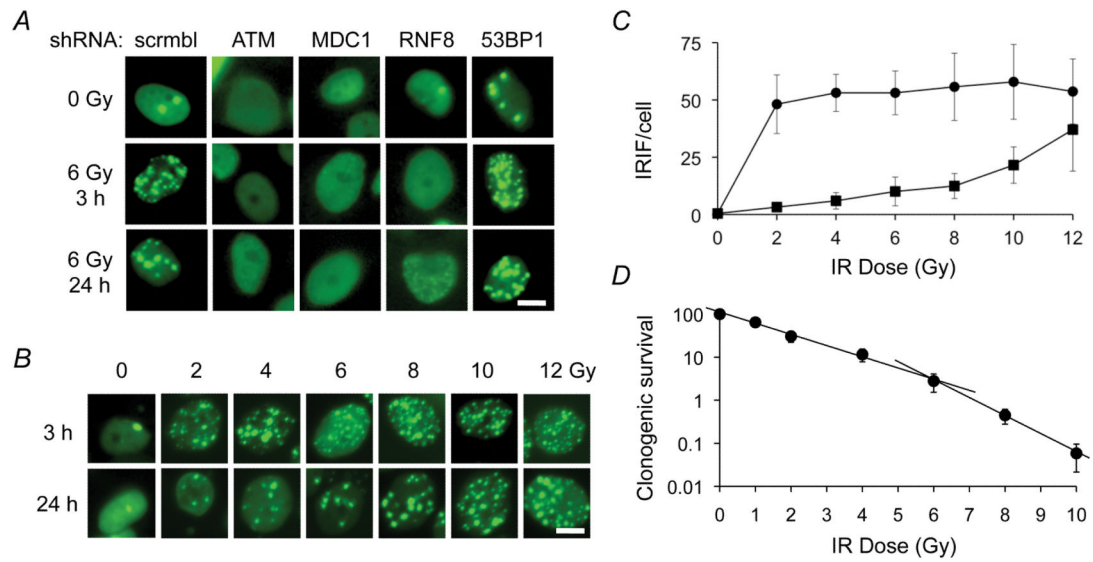 A
shRNA: scrmbl ATM MDC1 RNF8 53BP1
0 Gy
6 Gy
3 h
6 Gy
24 h
B
0 2 4 6 8 10 12 Gy
3 h
24 h
C
75
50
25
0
IRIF/cell
0 2 4 6 8 10 12
IR Dose (Gy)
D
100
10
1
0.1
0.01
Clonogenic survival
0 1 2 3 4 5 6 7 8 9 10
IR Dose (Gy)